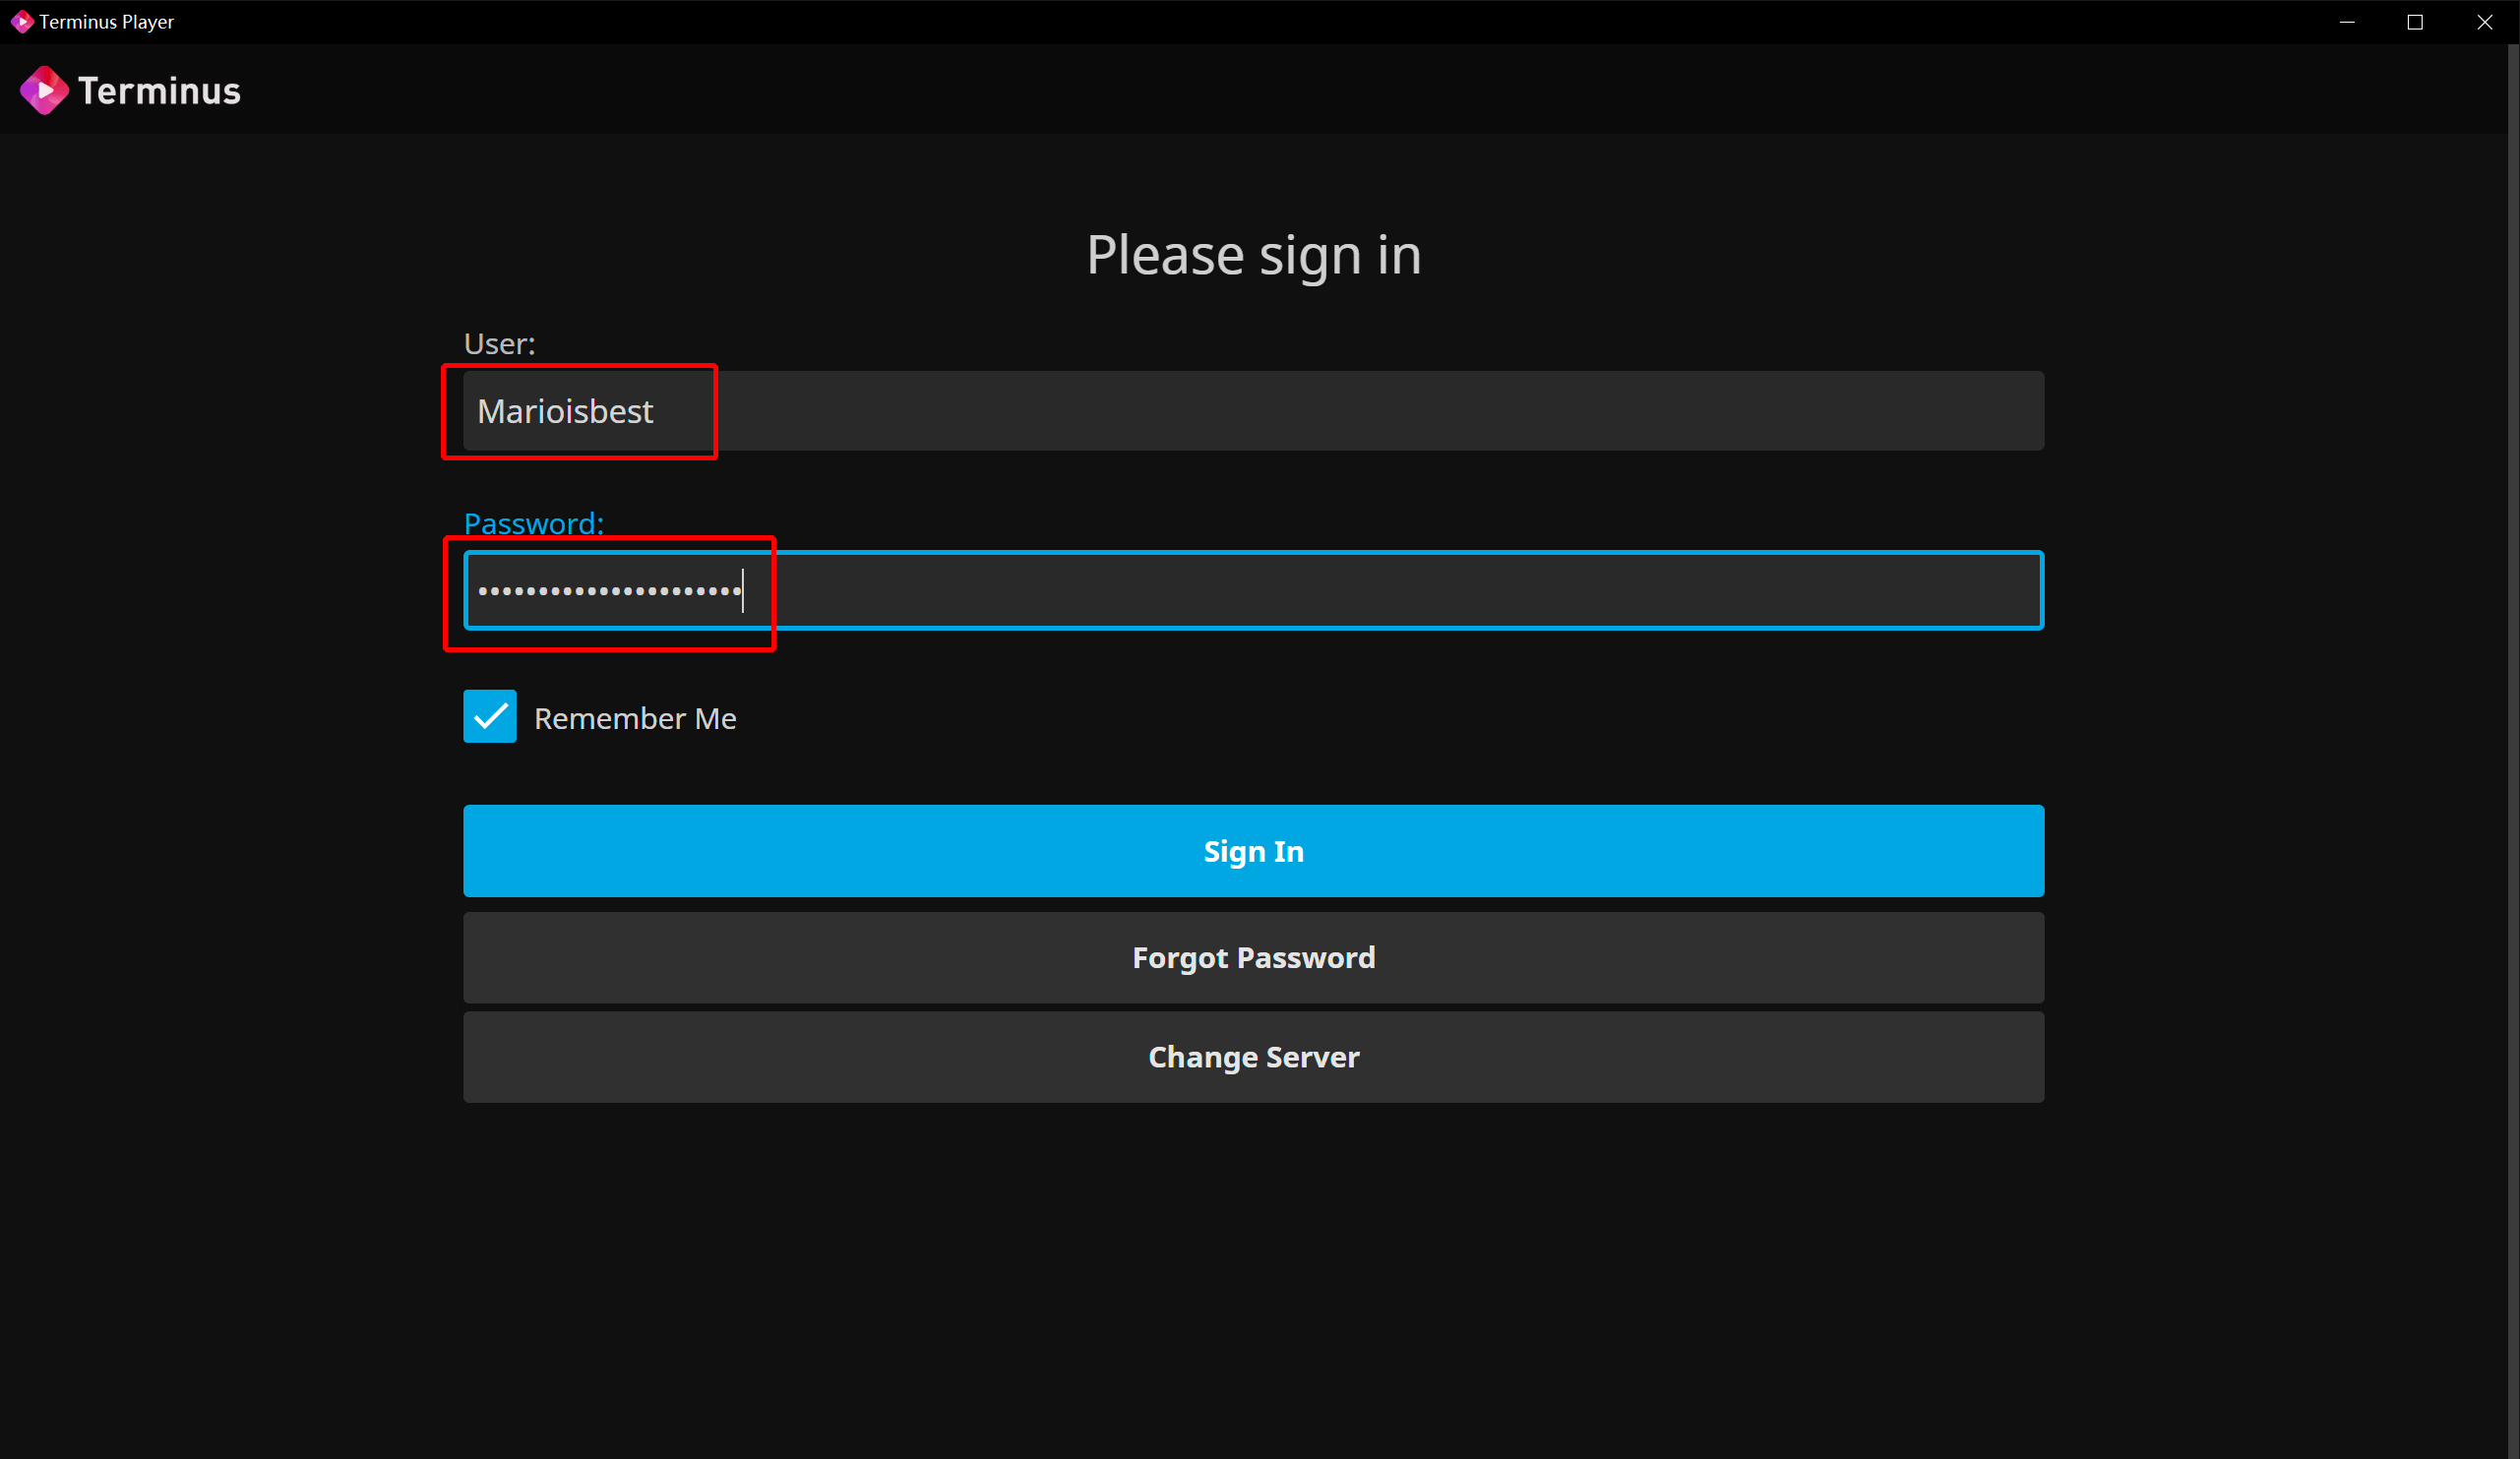 Terminus Player
Terminus
Please sign in
User:
Marioisbest
Password:
••••••••••••••••••••••
Remember Me
Sign In
Forgot Password
Change Server